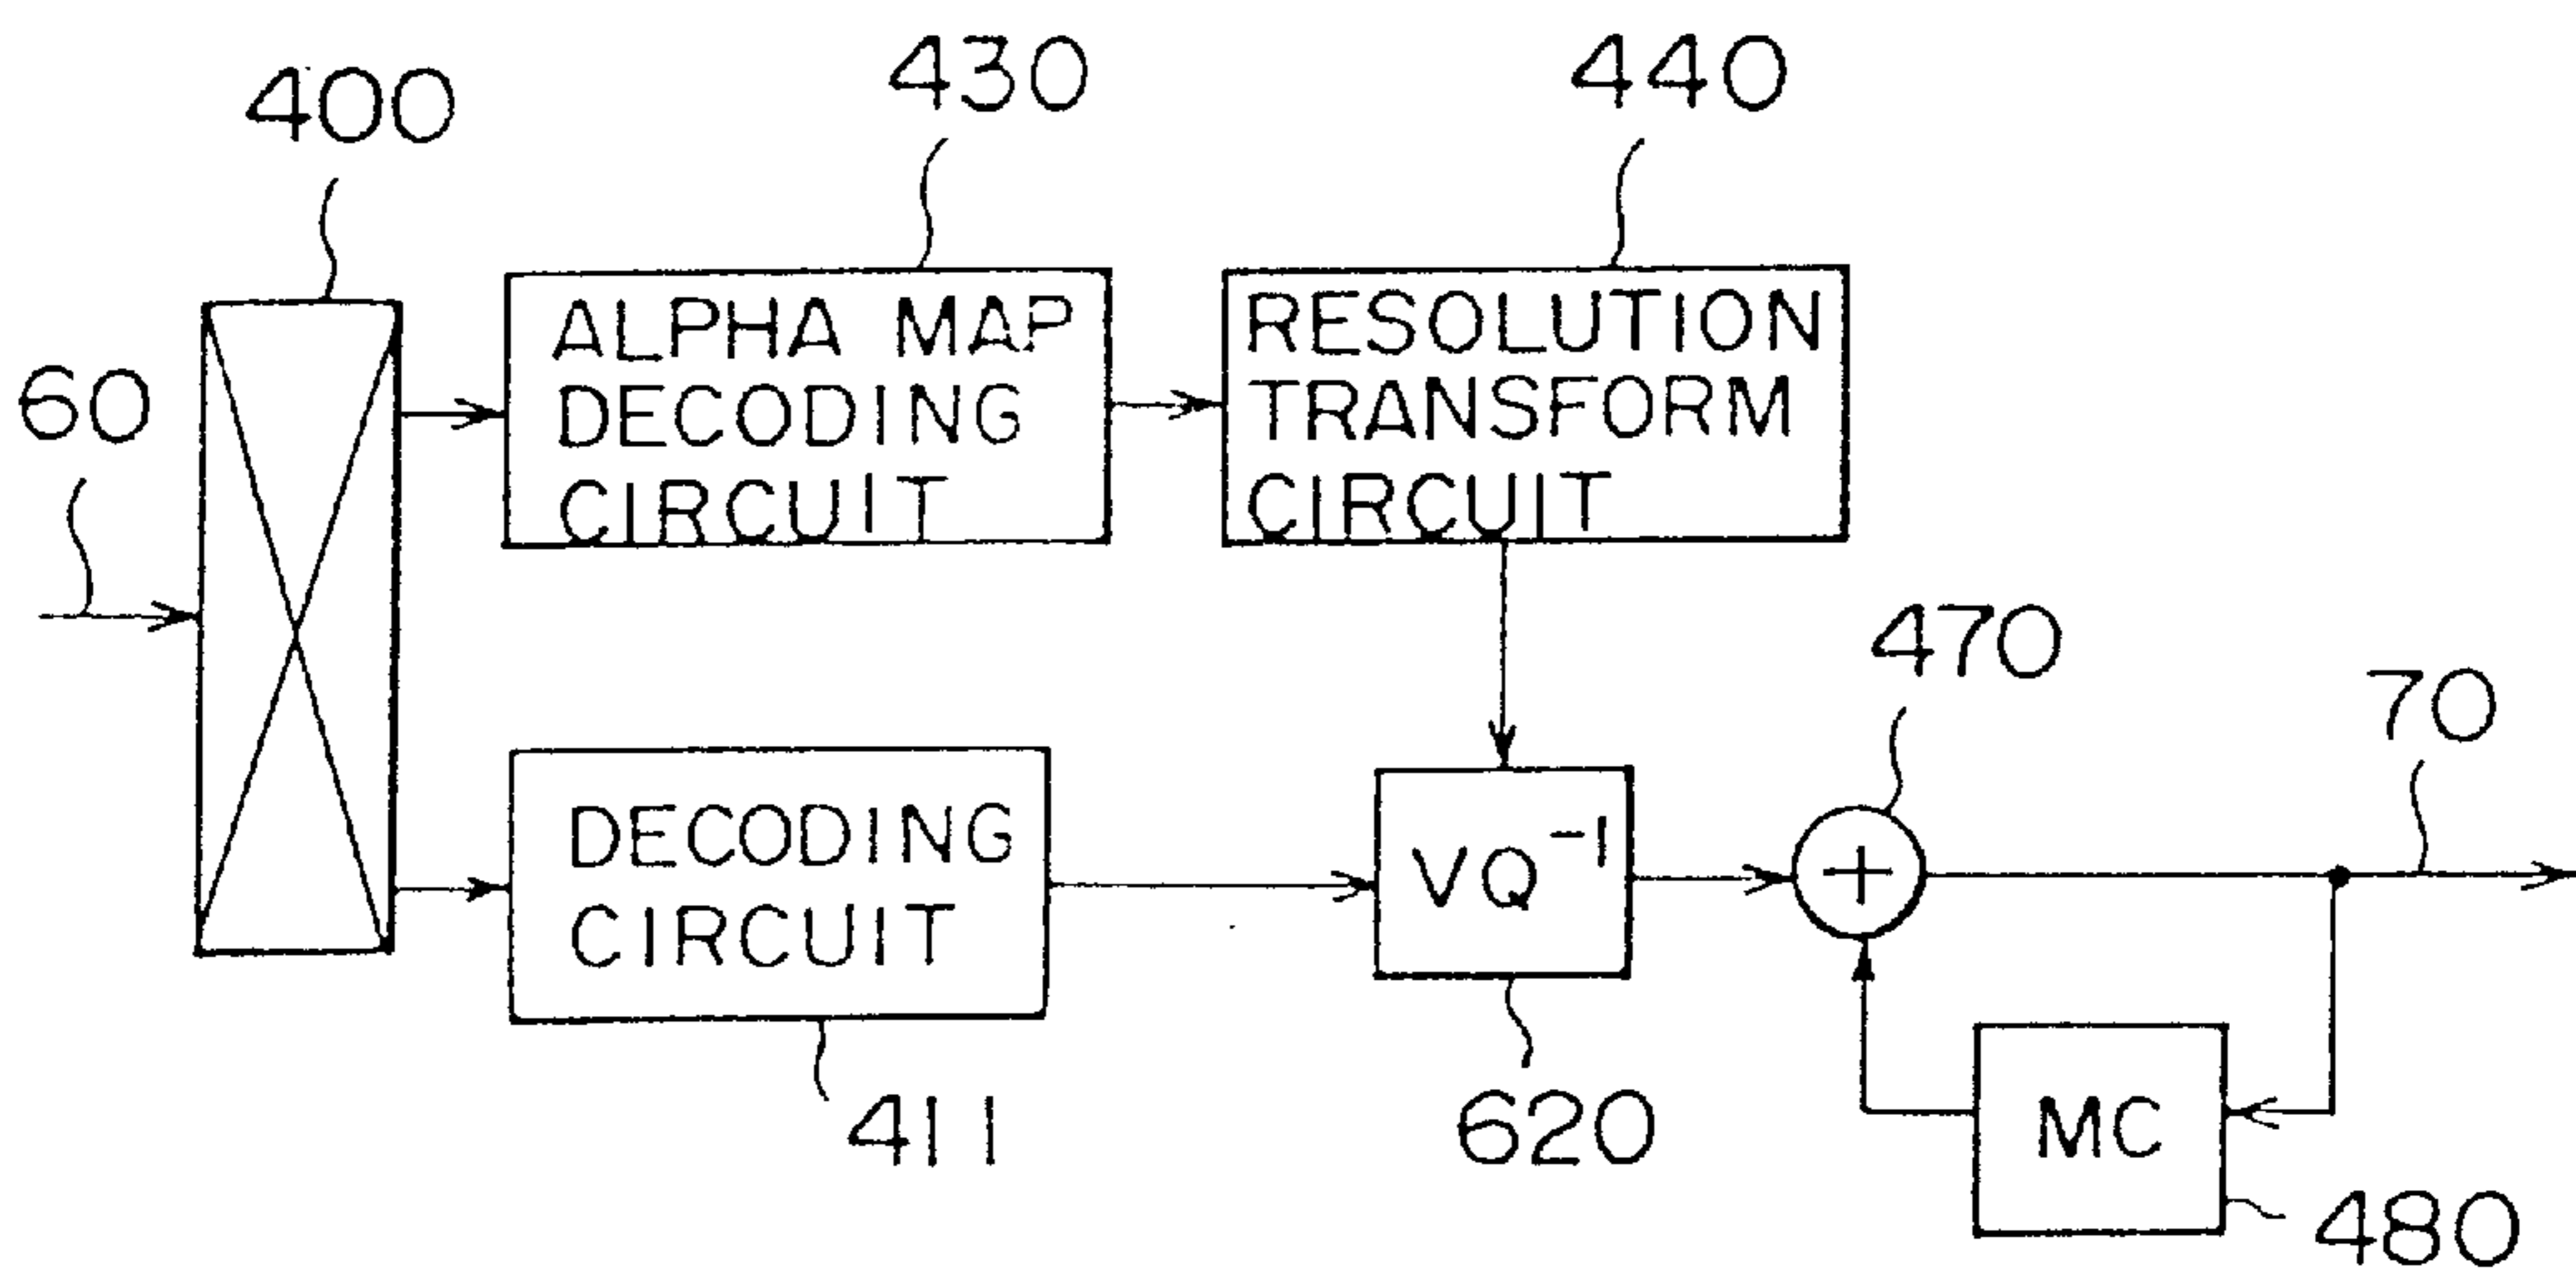 400
430
440
60
ALPHA MAP
DECODING
CIRCUIT
RESOLUTION
TRANSFORM
CIRCUIT
470
70
DECODING
CIRCUIT
VQ⁻¹
+
411
620
MC
480